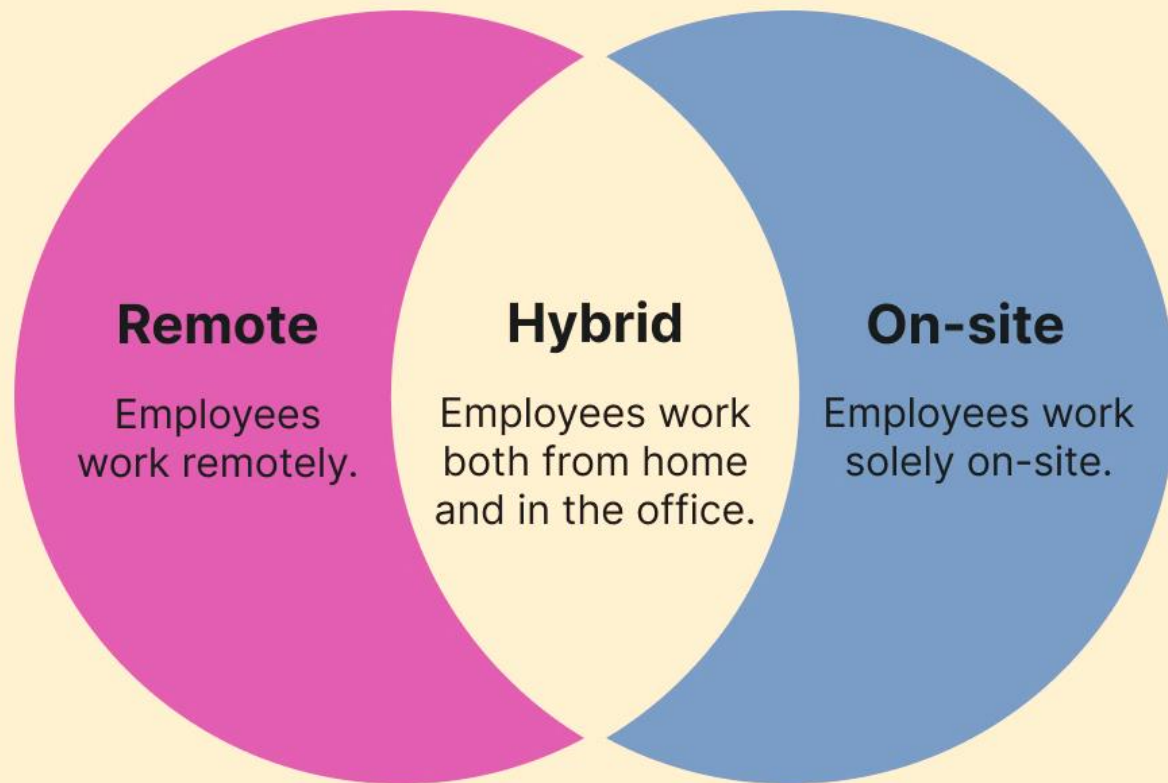 Remote
Employees
work remotely.
Hybrid
Employees work
both from home
and in the office.
On-site
Employees work
solely on-site.